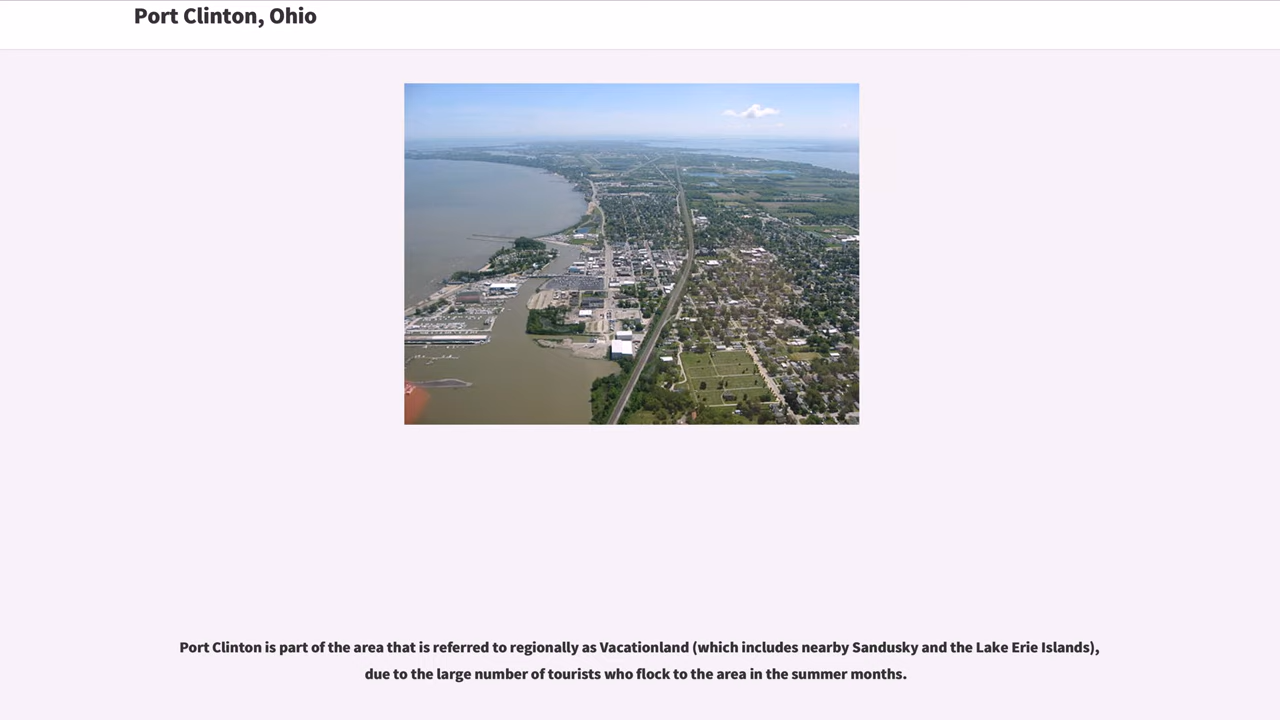 Port Clinton, Ohio
Port Clinton is part of the area that is referred to regionally as Vacationland (which includes nearby Sandusky and the Lake Erie Islands),
due to the large number of tourists who flock to the area in the summer months.